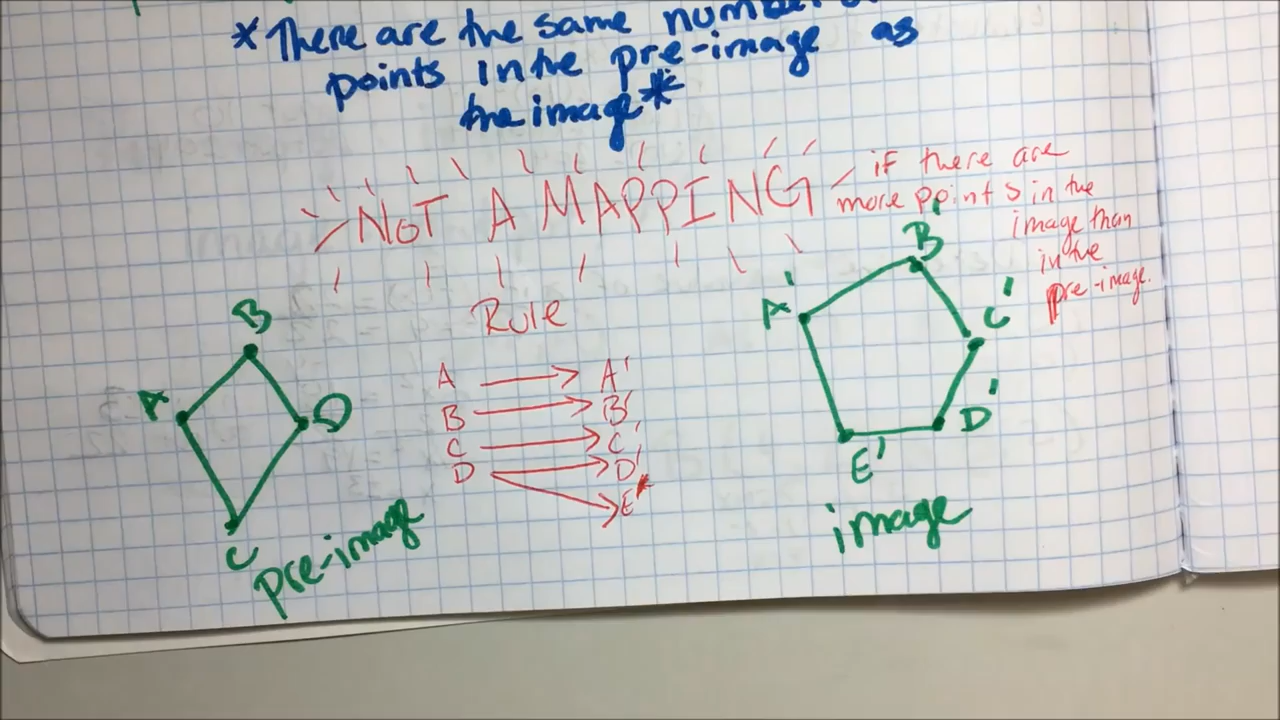 *There are the same number
points in the pre-image as
the image*
NOT A MAPPING
if there are
more points in the
image than
in the
pre-image.
Rule
A → A'
B → B'
C → C'
D → D'
E'
B
A
D
C
pre-image
B'
A'
C'
D'
E'
image